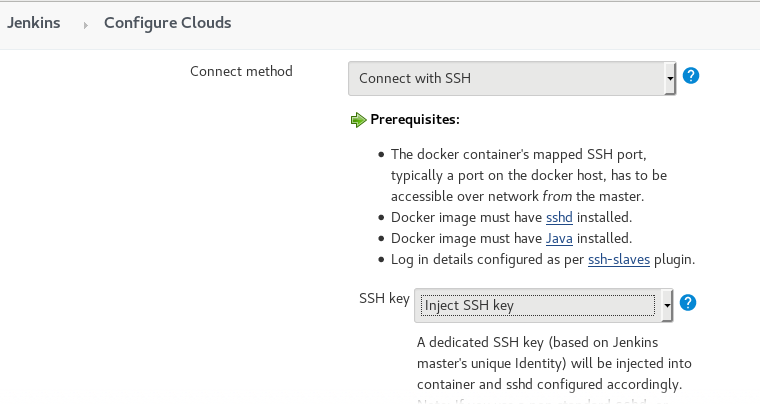 Jenkins Configure Clouds
Connect method Connect with SSH
Prerequisites:
The docker container's mapped SSH port,
typically a port on the docker host, has to be
accessible over network from the master.
Docker image must have sshd installed.
Docker image must have Java installed.
Log in details configured as per ssh-slaves plugin.
SSH key Inject SSH key
A dedicated SSH key (based on Jenkins
master's unique Identity) will be injected into
container and sshd configured accordingly.